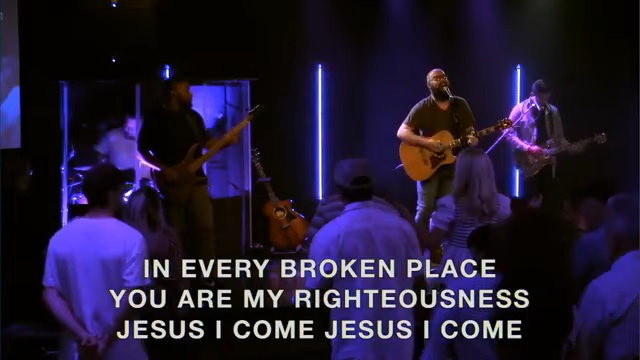 IN EVERY BROKEN PLACE
YOU ARE MY RIGHTEOUSNESS
JESUS I COME JESUS I COME